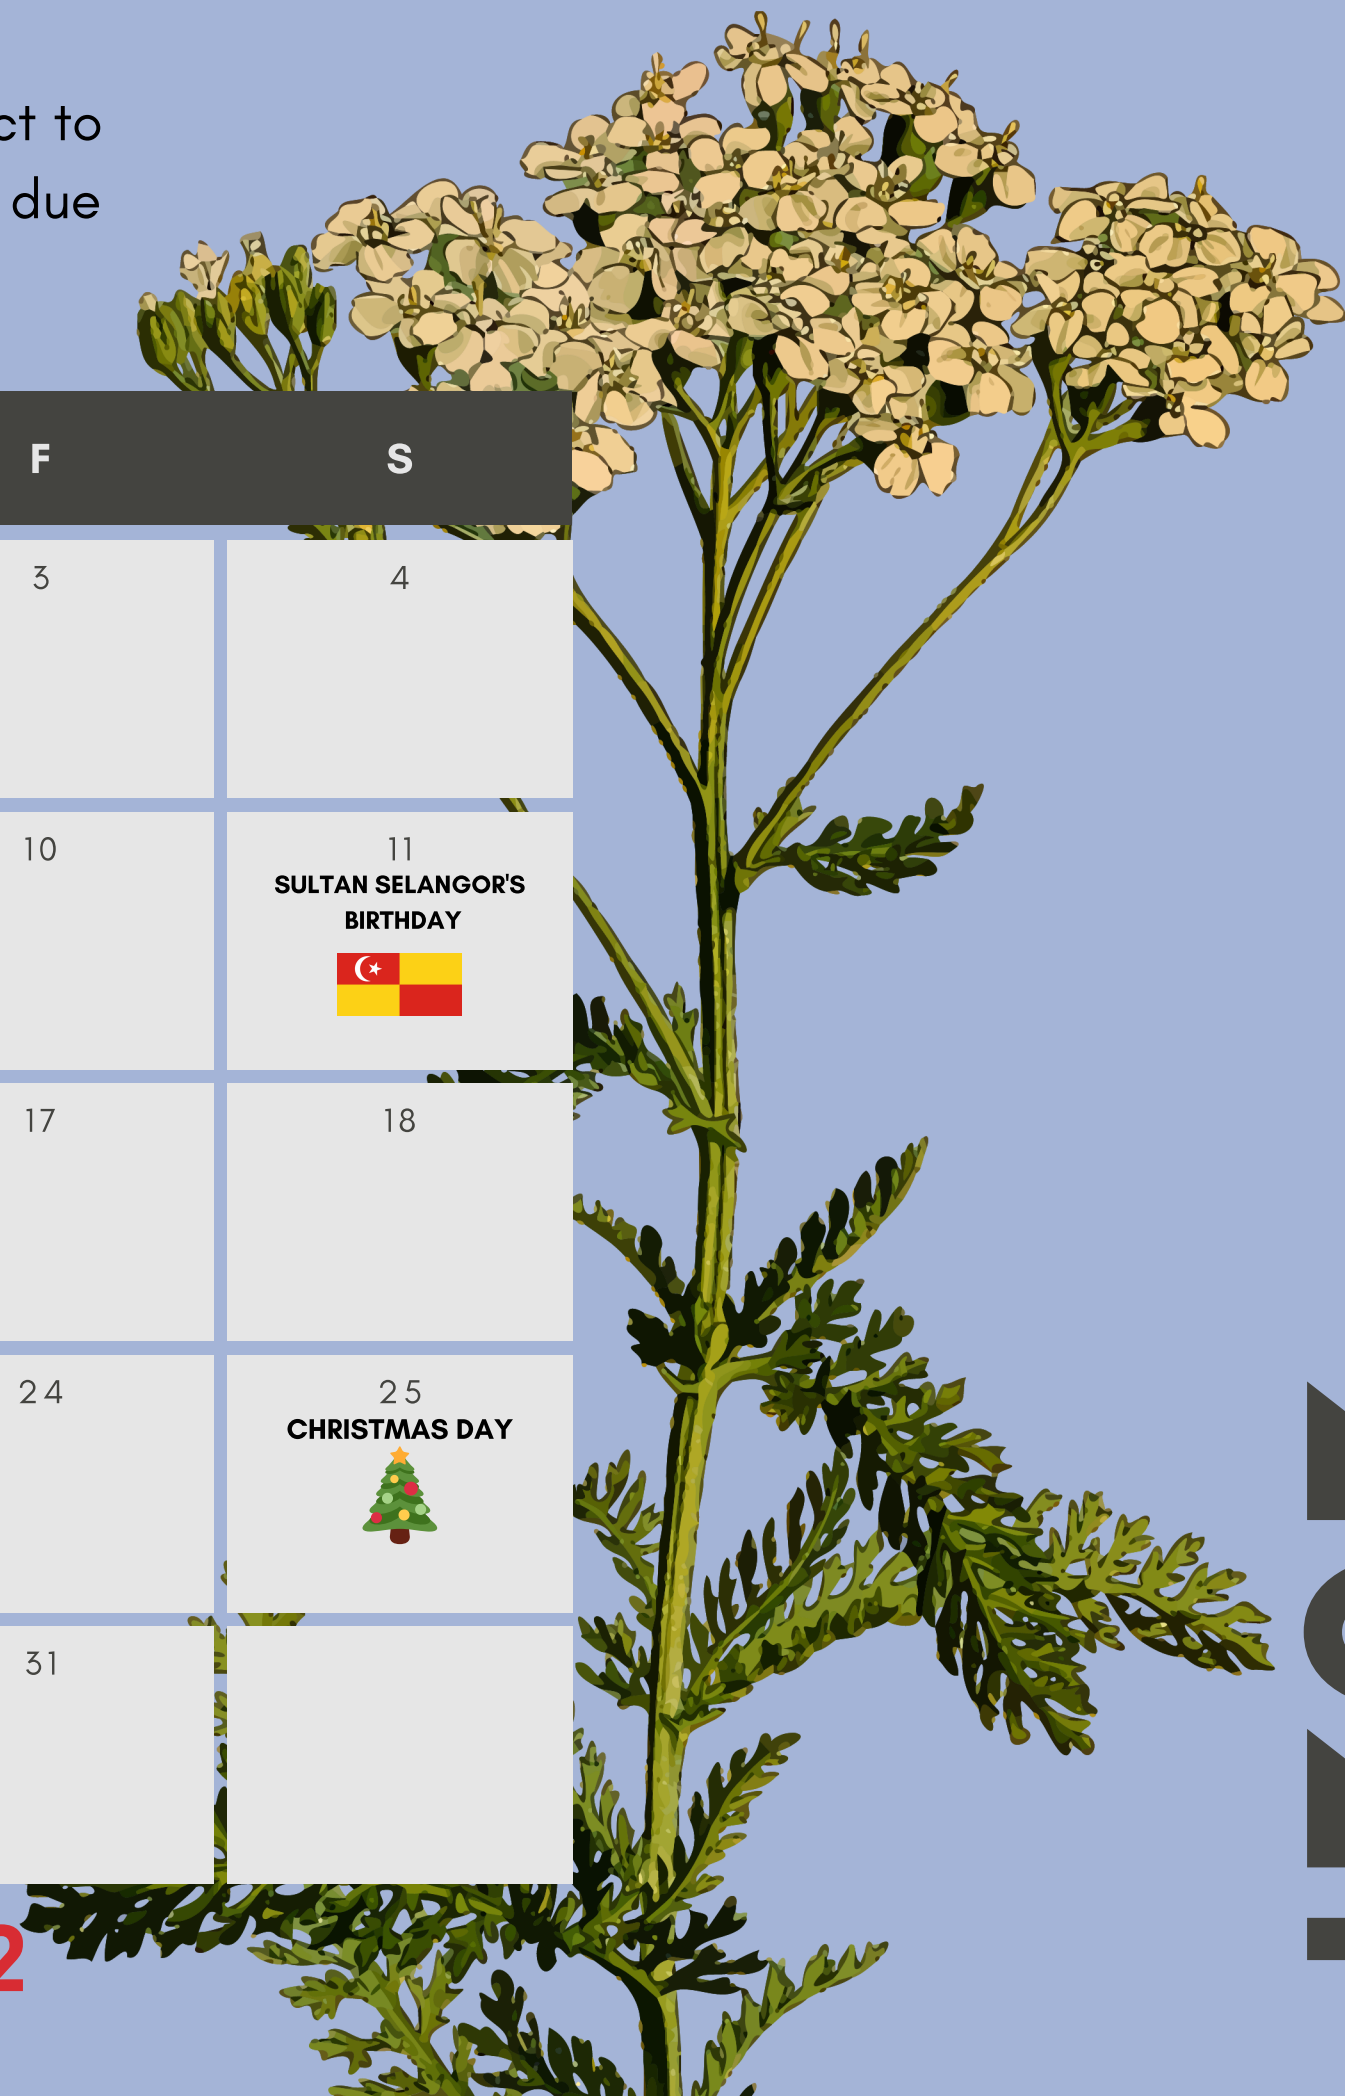 ct to
due
F S
3 4
10 11
SULTAN SELANGOR'S
BIRTHDAY
17 18
24 25
CHRISTMAS DAY
31
2